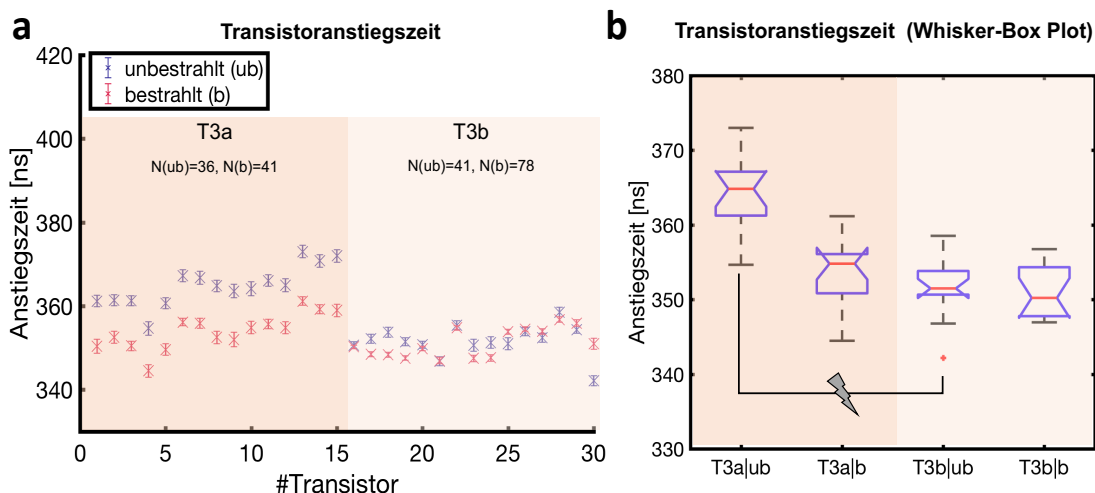 a
Transistoranstiegszeit
Anstiegszeit [ns]
420
400
380
360
340
unbestrahlt (ub)
bestrahlt (b)
T3a
T3b
N(ub)=36, N(b)=41
N(ub)=41, N(b)=78
0
5
10
15
20
25
30
#Transistor
b
Transistoranstiegszeit (Whisker-Box Plot)
Anstiegszeit [ns]
380
370
360
350
340
330
T3a|ub
T3a|b
T3b|ub
T3b|b